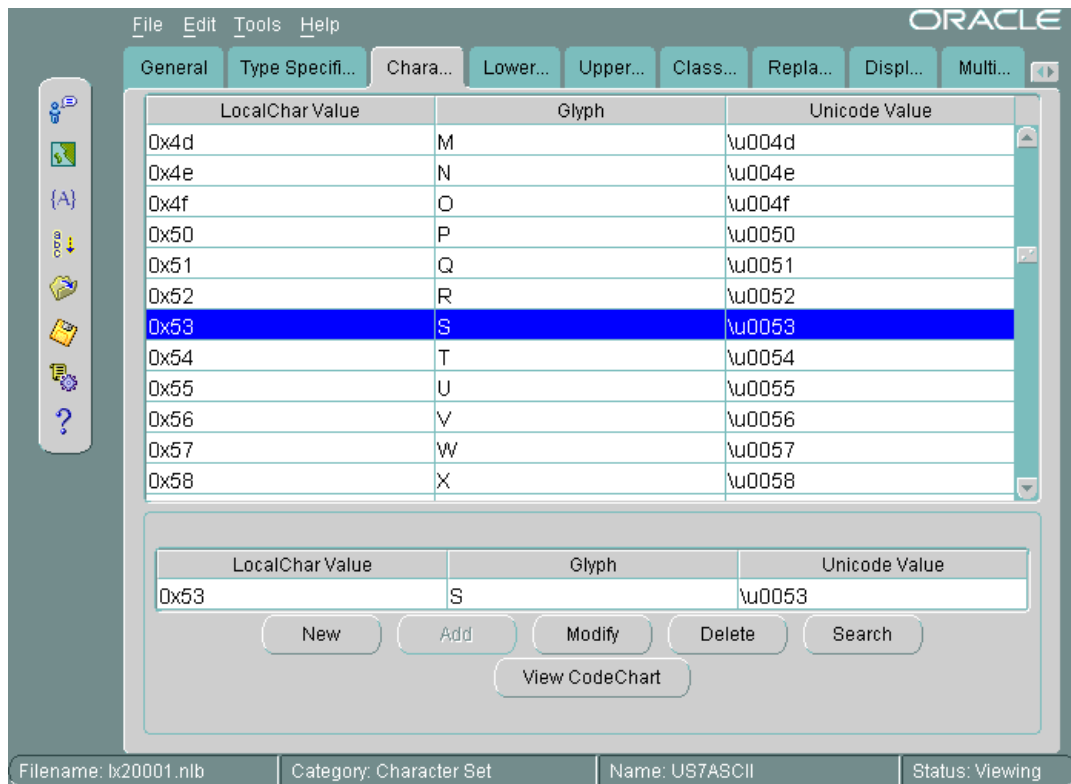 File Edit Tools Help ORACLE
General Type Specifi... Chara... Lower... Upper... Class... Repla... Displ... Multi...
LocalChar Value Glyph Unicode Value
0x4d M \u004d
0x4e N \u004e
0x4f O \u004f
0x50 P \u0050
0x51 Q \u0051
0x52 R \u0052
0x53 S \u0053
0x54 T \u0054
0x55 U \u0055
0x56 V \u0056
0x57 W \u0057
0x58 X \u0058
{A}
a
b
c
?
LocalChar Value Glyph Unicode Value
0x53 S \u0053
New Add Modify Delete Search
View CodeChart
Filename: lx20001.nlb Category: Character Set Name: US7ASCII Status: Viewing